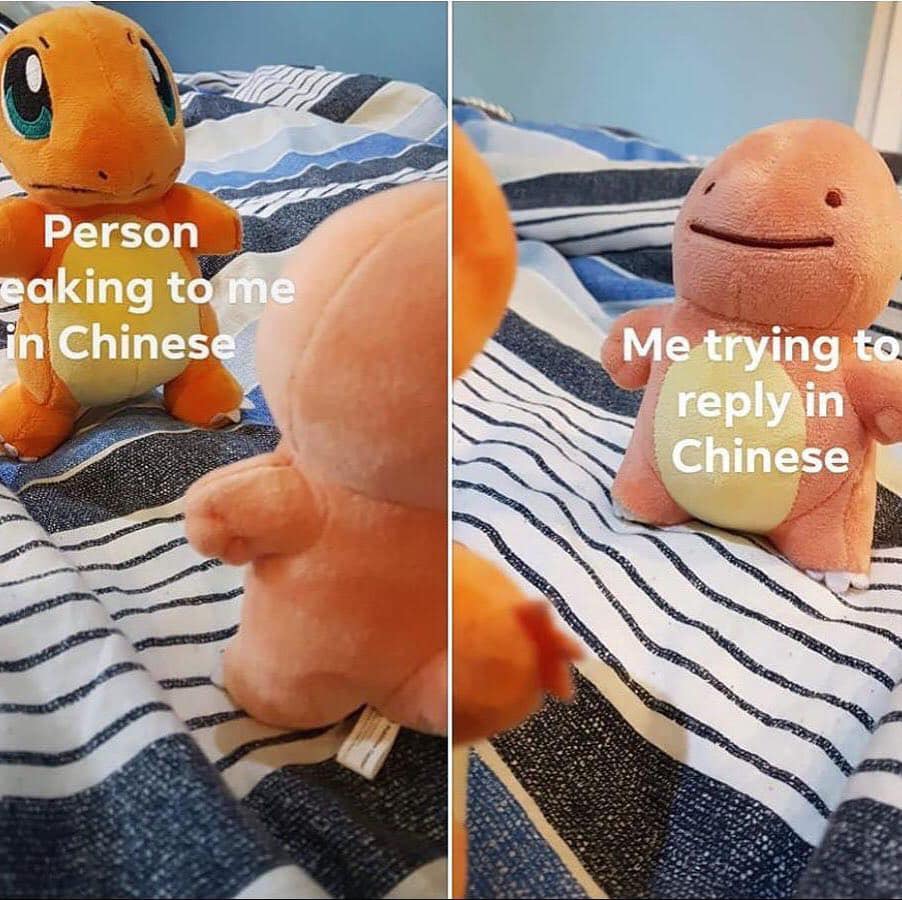 Person
eaking to me
in Chinese
Me trying to
reply in
Chinese